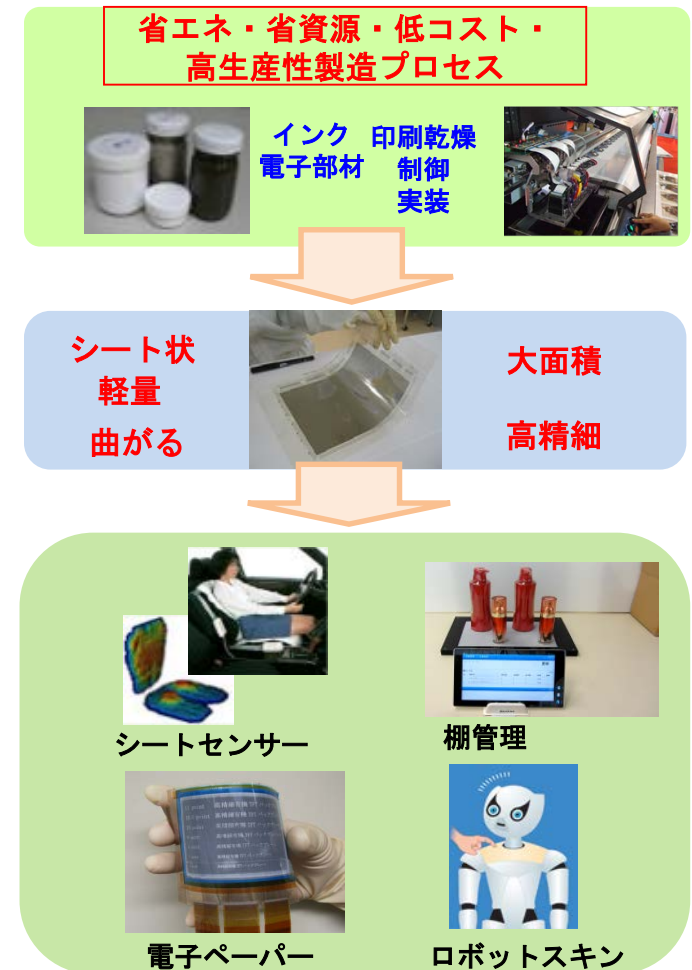 省エネ・省資源・低コスト・
高生産性製造プロセス
インク
電子部材
印刷乾燥
制御
実装
シート状
軽量
曲がる
大面積
高精細
シートセンサー
棚管理
電子ペーパー
ロボットスキン